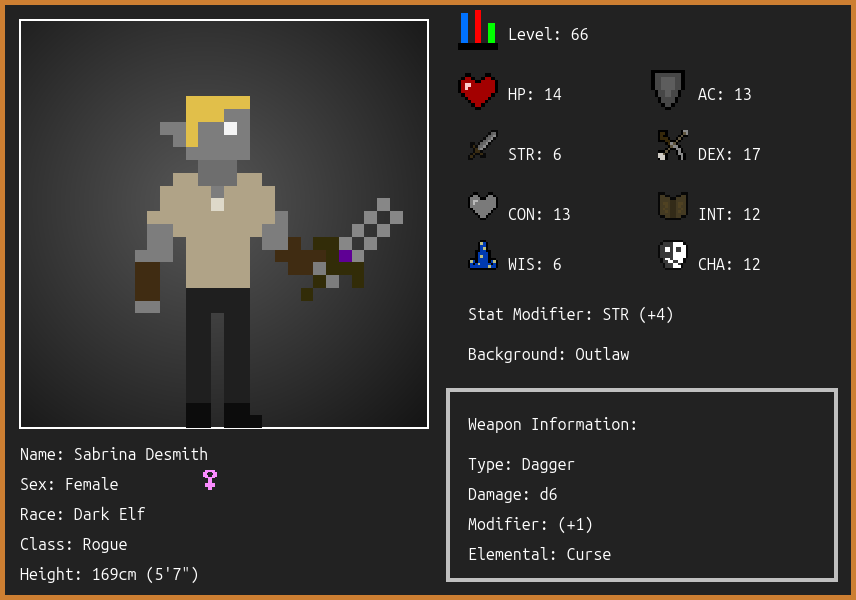 Level: 66
HP: 14
AC: 13
STR: 6
DEX: 17
CON: 13
INT: 12
WIS: 6
CHA: 12
Stat Modifier: STR (+4)
Background: Outlaw
Weapon Information:
Type: Dagger
Damage: d6
Modifier: (+1)
Elemental: Curse
Name: Sabrina Desmith
Sex: Female
Race: Dark Elf
Class: Rogue
Height: 169cm (5'7")